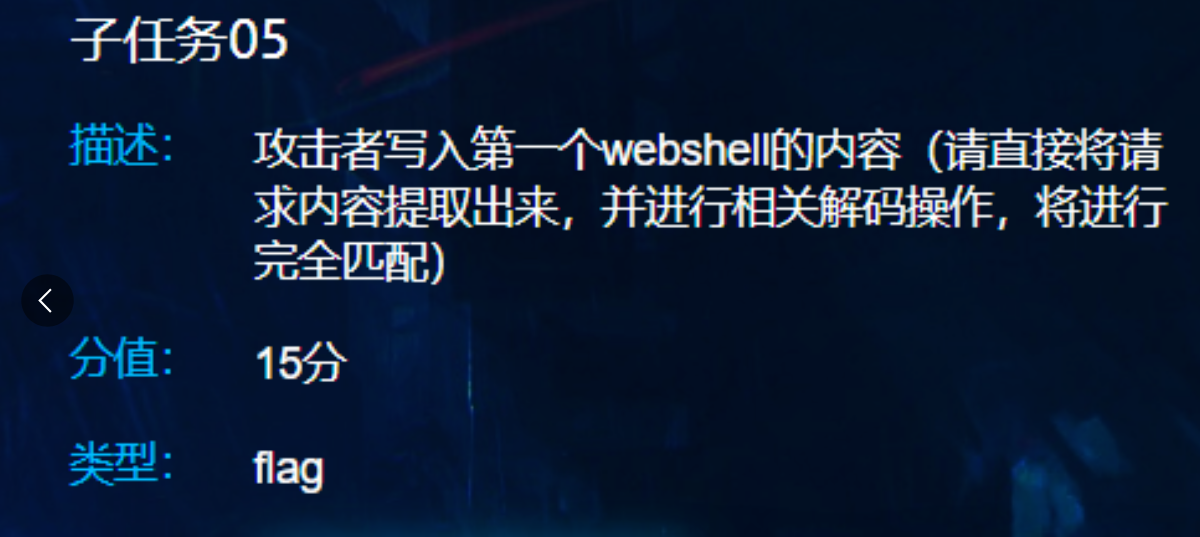 子任务05
描述： 攻击者写入第一个webshell的内容（请直接将请
求内容提取出来，并进行相关解码操作，将进行
完全匹配）
分值： 15分
类型： flag